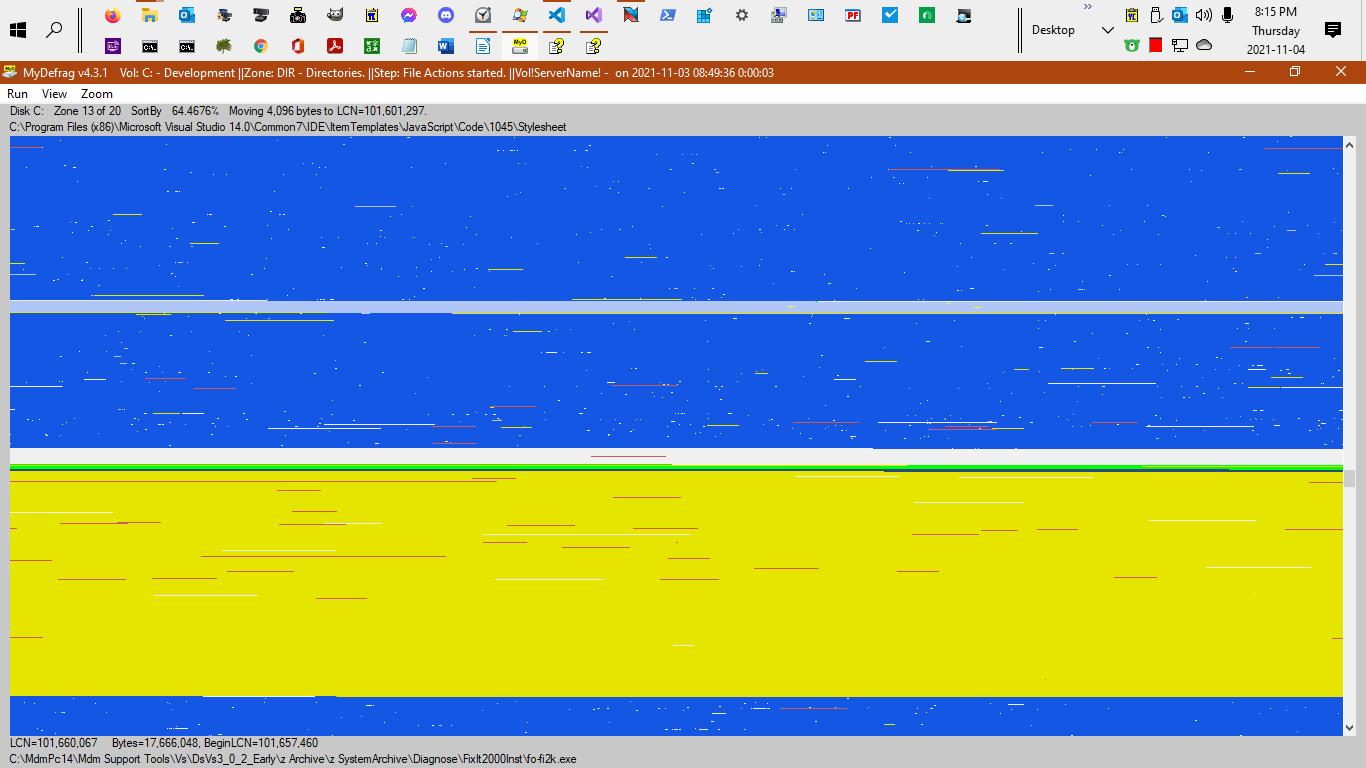 8:15 PM
Desktop
Thursday
2021-11-04
MyDefrag v4.3.1 Vol: C: - Development ||Zone: DIR - Directories. ||Step: File Actions started. ||Vol!ServerName! - on 2021-11-03 08:49:36 0:00:03
Run View Zoom
Disk C: Zone 13 of 20 SortBy 64.4676% Moving 4,096 bytes to LCN=101,601,297.
C:\Program Files (x86)\Microsoft Visual Studio 14.0\Common7\IDE\ItemTemplates\JavaScript\Code\1045\Stylesheet
LCN=101,660,067 Bytes=17,666,048, BeginLCN=101,657,460
C:\MdmPc14\Mdm Support Tools\Vs\DsVs3_0_2_Early\z Archive\z SystemArchive\Diagnose\FixIt2000Inst\fo-fi2k.exe